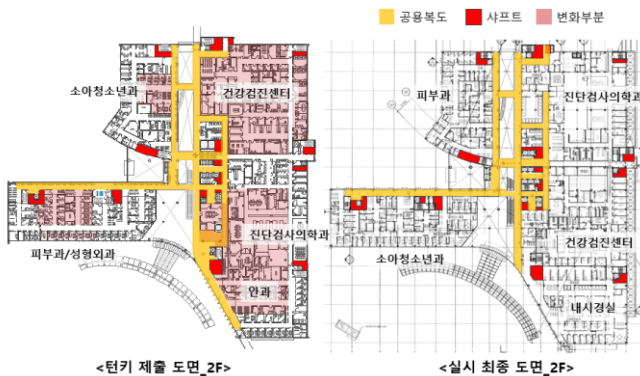 공용복도 샤프트 변화부분
소아청소년과
건강검진센터
피부과/성형외과
진단검사의학과
안과
피부과
진단검사의학과
소아청소년과
건강검진센터
내시경실
<턴키 제출 도면_2F>
<실시 최종 도면_2F>